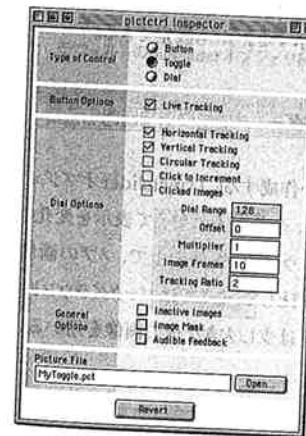 pictctrl Inspector
Type of Control
Button
Toggle
Dial
Button Options
Live Tracking
Dial Options
Horizontal Tracking
Vertical Tracking
Circular Tracking
Click to Increment
Clicked Images
Dial Range 128
Offset 0
Multiplier 1
Image Frames 10
Tracking Ratio 2
General
Options
Inactive Images
Image Mask
Audible Feedback
Picture File
MyToggle.pct
Open...
Revert